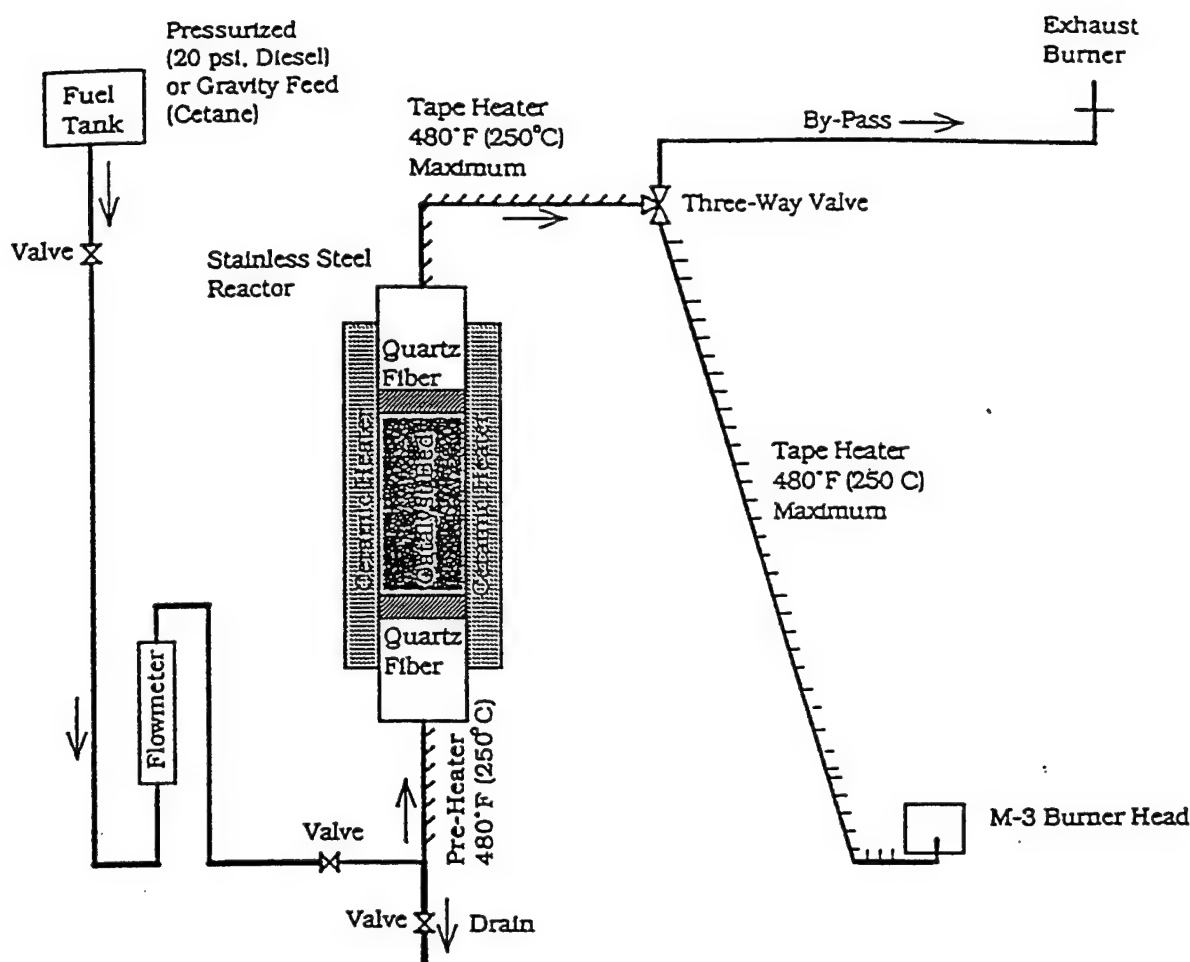 Pressurized
(20 psi, Diesel)
or Gravity Feed
(Cetane)
Fuel
Tank
Exhaust
Burner
Tape Heater
480°F (250°C)
Maximum
By-Pass
Three-Way Valve
Valve
Stainless Steel
Reactor
Quartz
Fiber
Ceramic Heater
Catalyst Bed
Ceramic Heater
Tape Heater
480°F (250 C)
Maximum
Quartz
Fiber
Flowmeter
Pre-Heater
480°F (250°C)
Valve
M-3 Burner Head
Valve
Drain